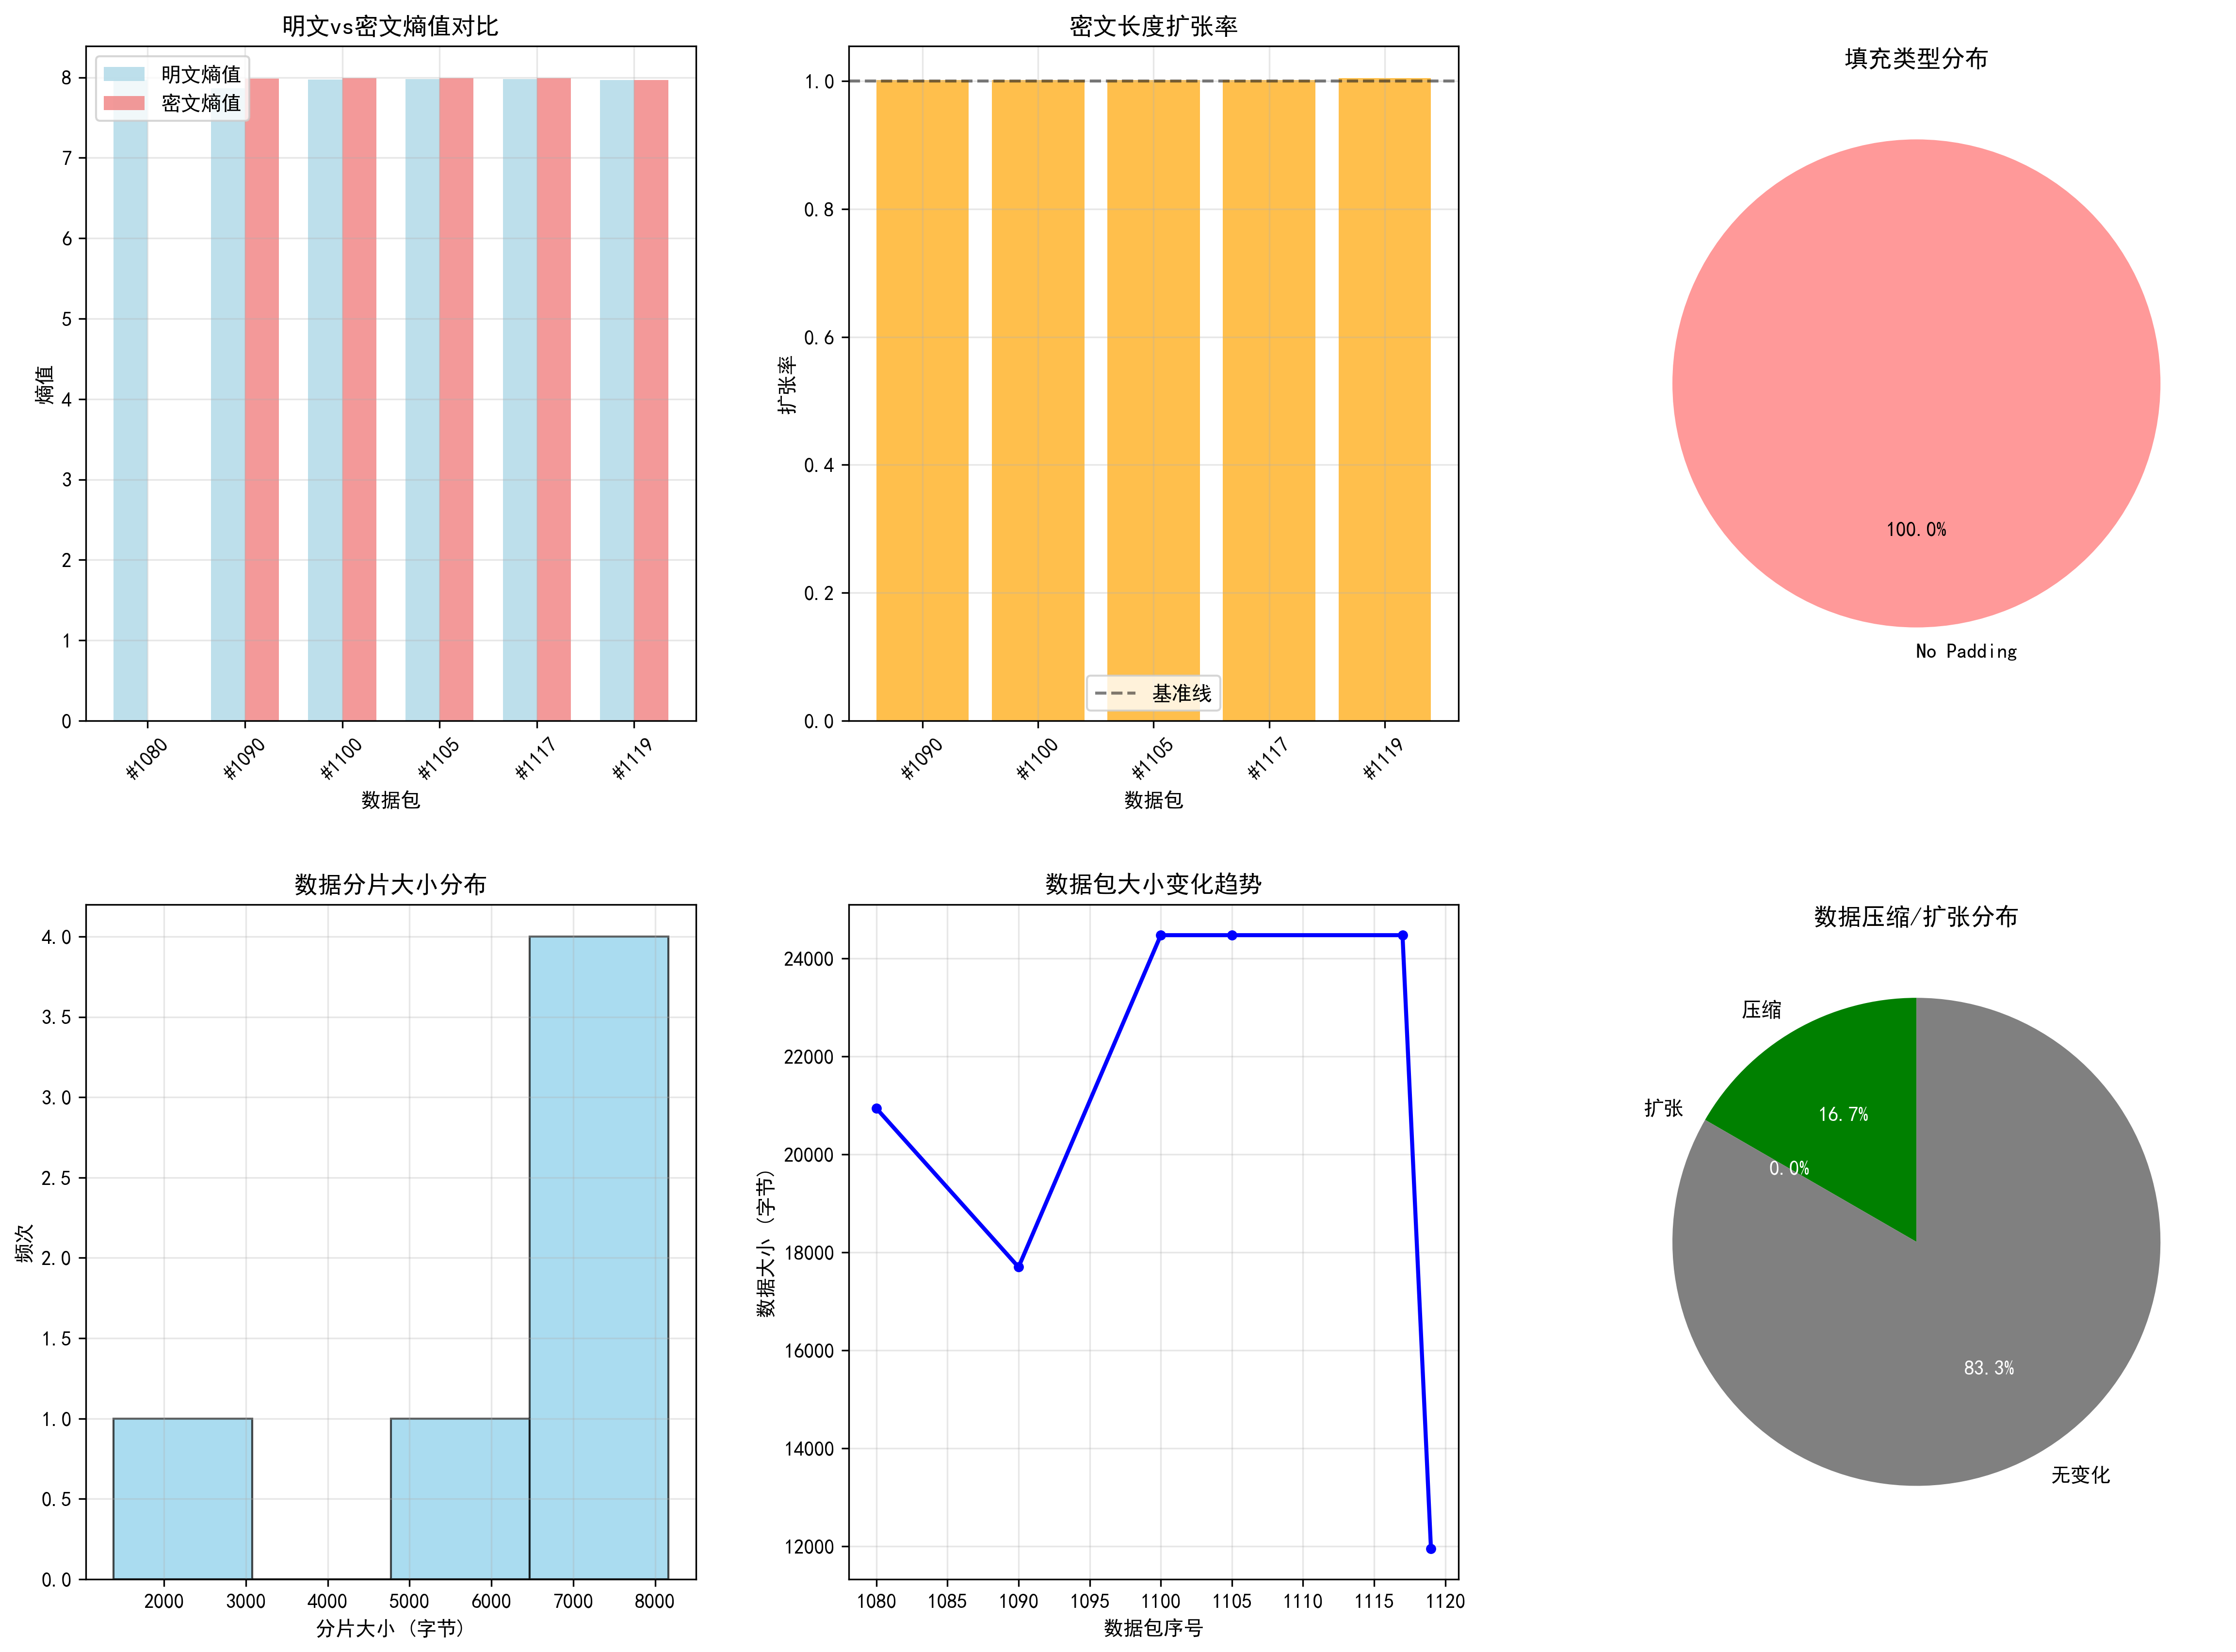 明文vs密文熵值对比
明文熵值
密文熵值
8
7
6
5
4
3
2
1
0
熵值
#1080
#1090
#1100
#1105
#1117
#1119
数据包
密文长度扩张率
1.0
0.8
0.6
0.4
0.2
0.0
扩张率
基准线
#1090
#1100
#1105
#1117
#1119
数据包
填充类型分布
100.0%
No Padding
数据分片大小分布
4.0
3.5
3.0
2.5
2.0
1.5
1.0
0.5
0.0
频次
2000
3000
4000
5000
6000
7000
8000
分片大小 (字节)
数据包大小变化趋势
24000
22000
20000
18000
16000
14000
12000
数据大小 (字节)
1080
1085
1090
1095
1100
1105
1110
1115
1120
数据包序号
数据压缩/扩张分布
压缩
扩张
16.7%
0.0%
83.3%
无变化